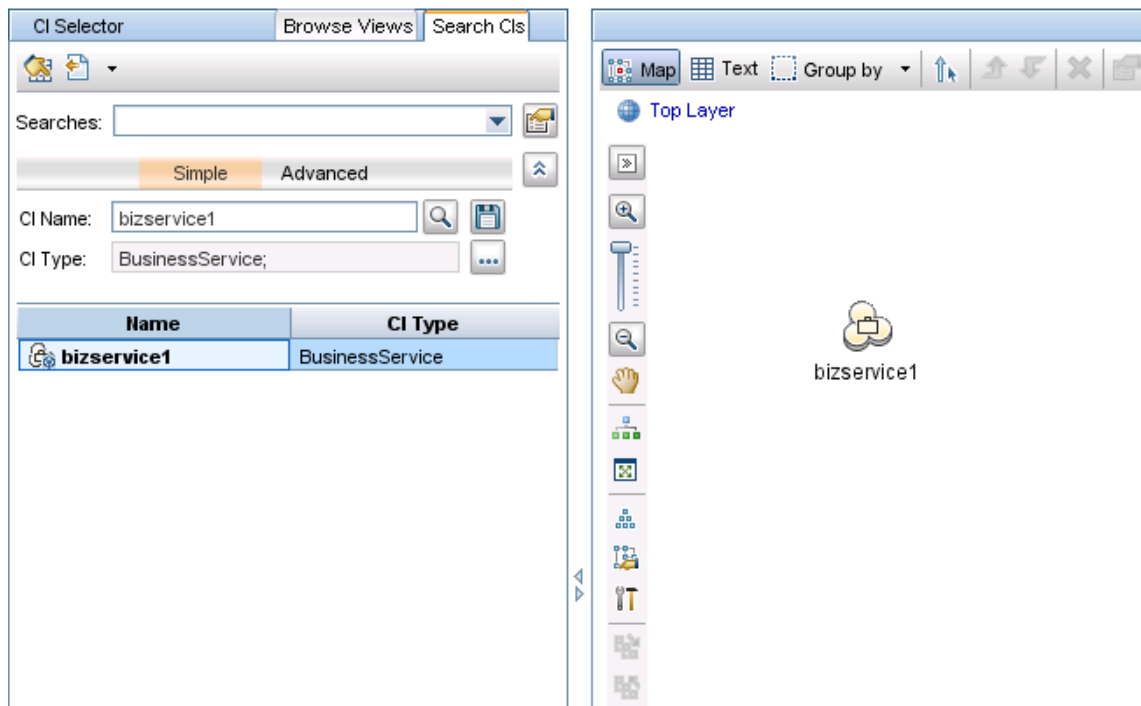 CI Selector
Browse Views
Search CIs
Searches:
Simple
Advanced
CI Name:
bizservice1
CI Type:
BusinessService;
Name
CI Type
bizservice1
BusinessService
Map
Text
Group by
Top Layer
bizservice1